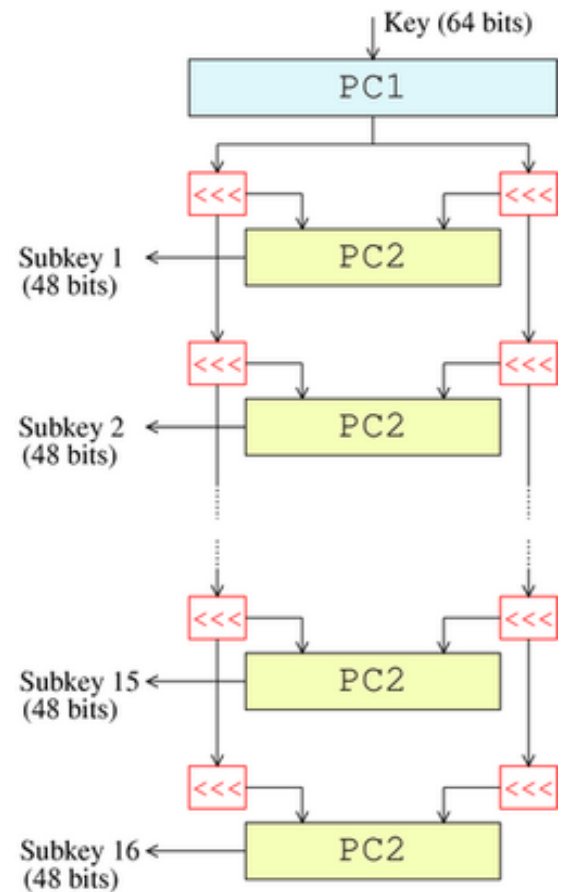 Key (64 bits)
PC1
<<< <<<
PC2
Subkey 1
(48 bits)
<<< <<<
PC2
Subkey 2
(48 bits)
<<< <<<
PC2
Subkey 15
(48 bits)
<<< <<<
PC2
Subkey 16
(48 bits)